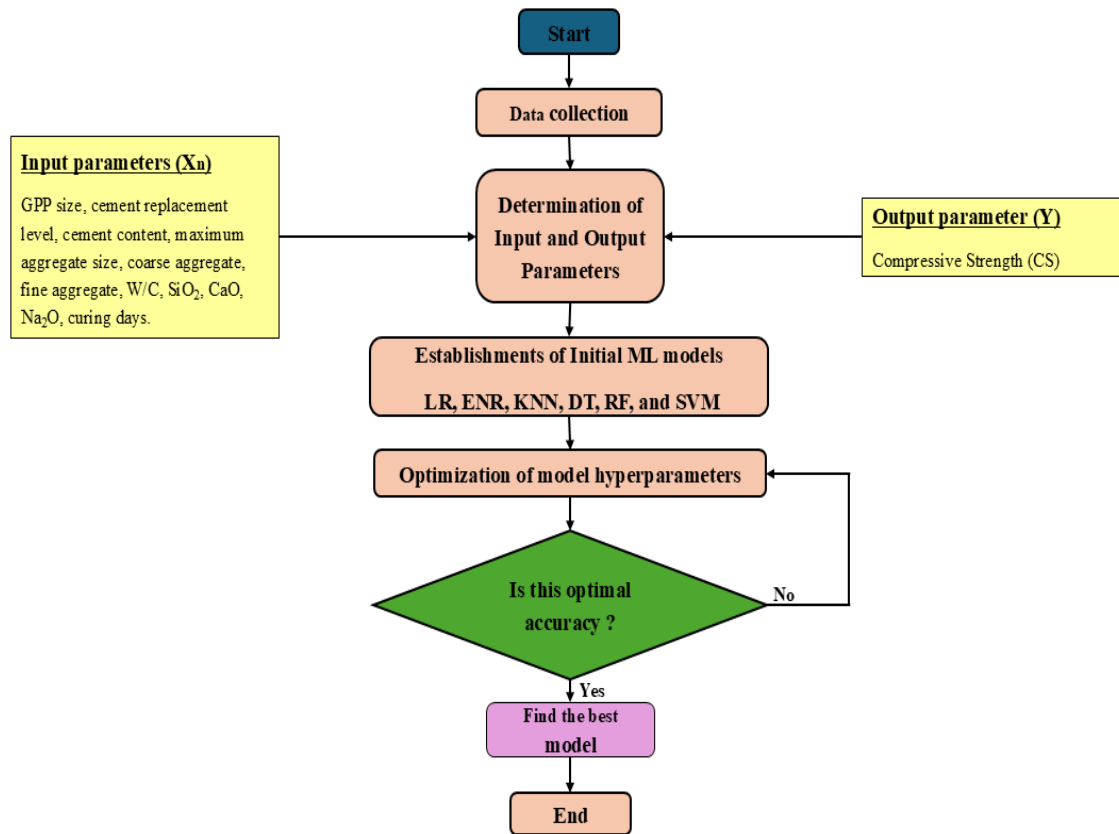 Start
Data collection
Input parameters (Xn)
GPP size, cement replacement
level, cement content, maximum
aggregate size, coarse aggregate,
fine aggregate, W/C, SiO₂, CaO,
Na₂O, curing days.
Determination of
Input and Output
Parameters
Output parameter (Y)
Compressive Strength (CS)
Establishments of Initial ML models
LR, ENR, KNN, DT, RF, and SVM
Optimization of model hyperparameters
Is this optimal
accuracy ?
No
Yes
Find the best
model
End